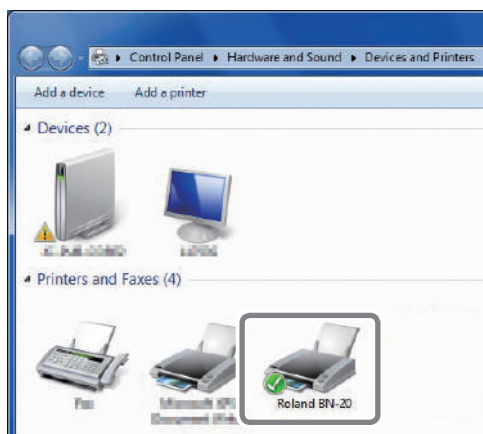 Control Panel ▸ Hardware and Sound ▸ Devices and Printers
Add a device Add a printer
Devices (2)
Printers and Faxes (4)
Fax
Roland BN-20